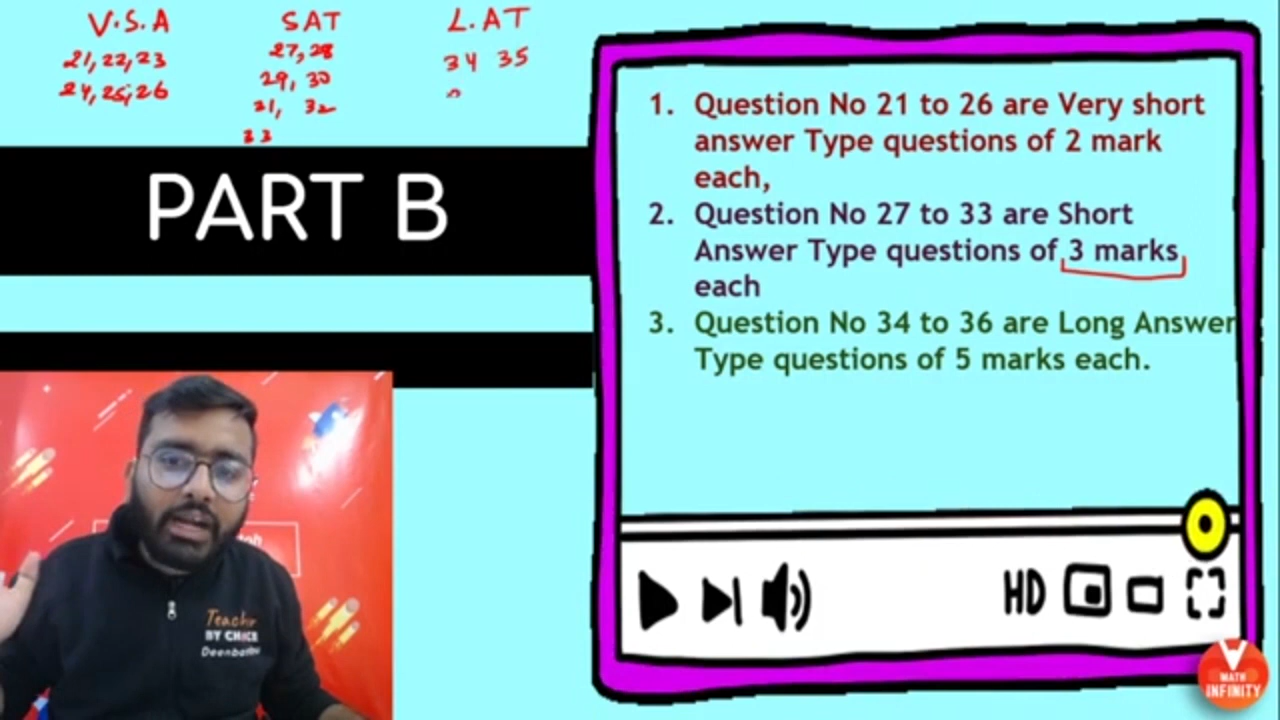 V.S.A
21,22,23
24,25,26
SAT
27,28
29, 30
31, 32
33
L.AT
34 35
PART B
1. Question No 21 to 26 are Very short
answer Type questions of 2 mark
each,
2. Question No 27 to 33 are Short
Answer Type questions of 3 marks
each
3. Question No 34 to 36 are Long Answer
Type questions of 5 marks each.
HD
Teacher
BY CHOICE
V
MATH
INFINITY